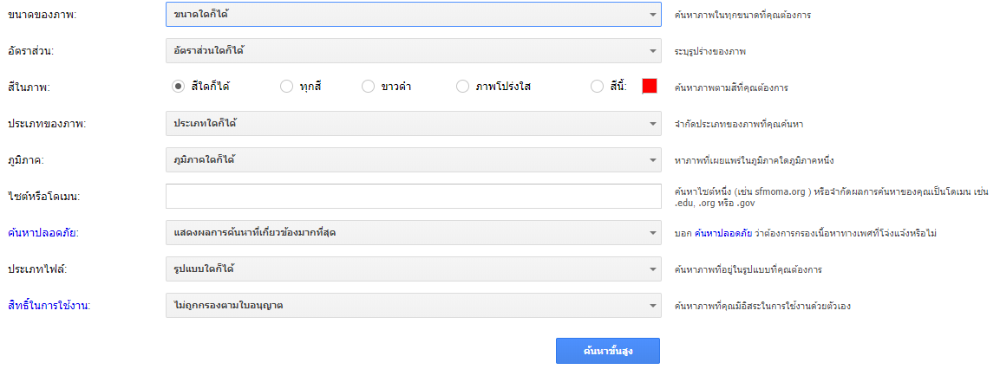 ขนาดของภาพ: ขนาดใดก็ได้ ค้นหาภาพในทุกขนาดที่คุณต้องการ
อัตราส่วน: อัตราส่วนใดก็ได้ ระบุรูปร่างของภาพ
สีในภาพ: สีใดก็ได้ ทุกสี ขาวดำ ภาพโปร่งใส สีนี้: ค้นหาภาพตามสีที่คุณต้องการ
ประเภทของภาพ: ประเภทใดก็ได้ จำกัดประเภทของภาพที่คุณค้นหา
ภูมิภาค: ภูมิภาคใดก็ได้ หาภาพที่เผยแพร่ในภูมิภาคใดภูมิภาคหนึ่ง
ไซต์หรือโดเมน: ค้นหาไซต์หนึ่ง (เช่น sfmoma.org ) หรือจำกัดผลการค้นหาของคุณเป็นโดเมน เช่น
.edu, .org หรือ .gov
ค้นหาปลอดภัย: แสดงผลการค้นหาที่เกี่ยวข้องมากที่สุด บอก ค้นหาปลอดภัย ว่าต้องการกรองเนื้อหาทางเพศที่โจ่งแจ้งหรือไม่
ประเภทไฟล์: รูปแบบใดก็ได้ ค้นหาภาพที่อยู่ในรูปแบบที่คุณต้องการ
สิทธิ์ในการใช้งาน: ไม่ถูกกรองตามใบอนุญาต ค้นหาภาพที่คุณมีอิสระในการใช้งานด้วยตัวเอง
ค้นหาขั้นสูง